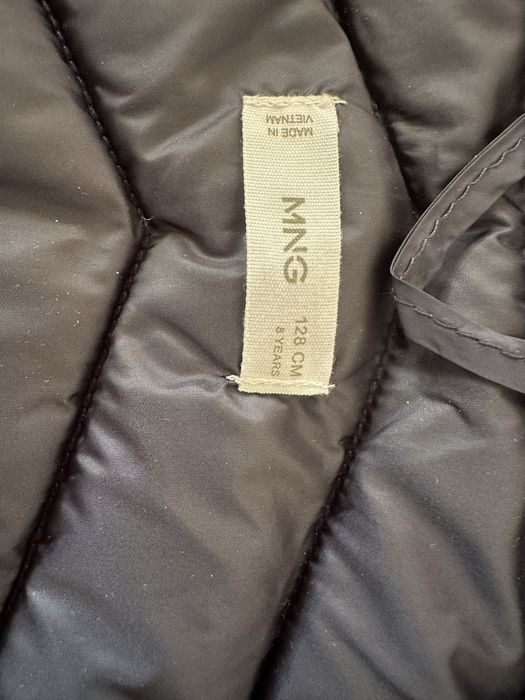 MNG
128 CM
8 YEARS
MADE IN
VIETNAM